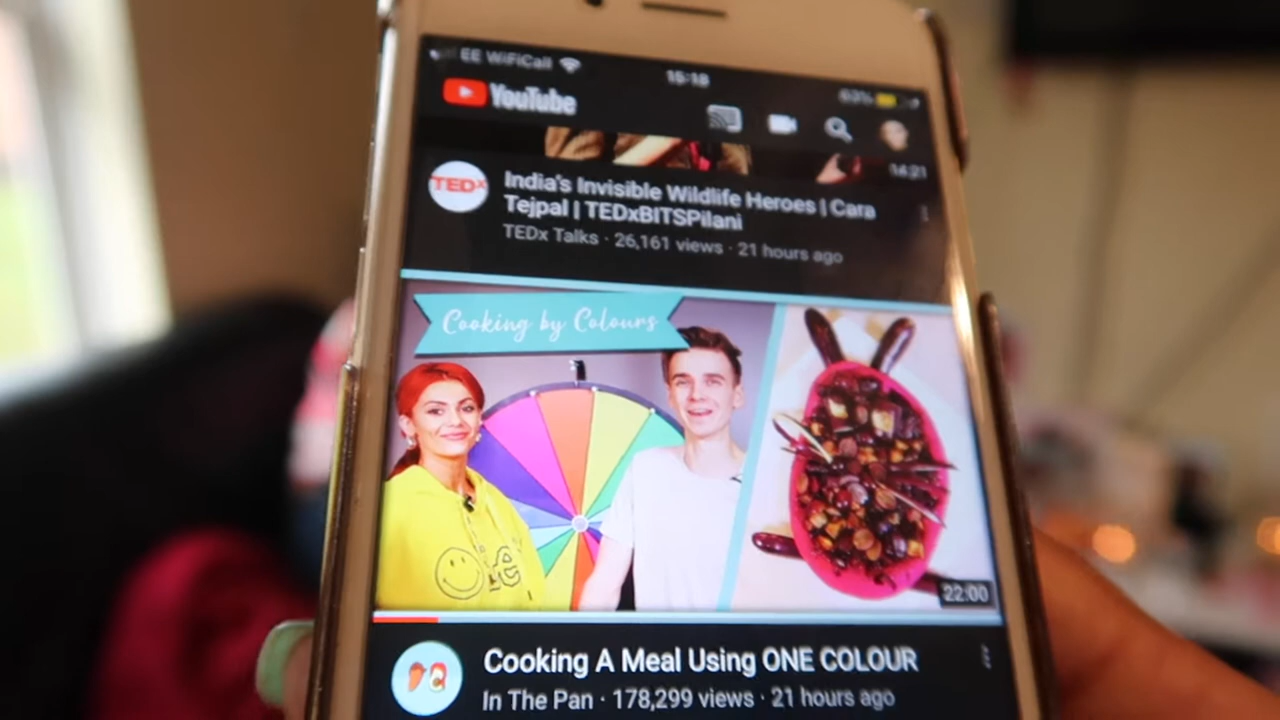 EE WiFiCall
15:18
63%
YouTube
14:21
TEDx
India's Invisible Wildlife Heroes | Cara
Tejpal | TEDxBITSPilani
TEDx Talks · 26,161 views · 21 hours ago
Cooking by Colours
22:00
Cooking A Meal Using ONE COLOUR
In The Pan · 178,299 views · 21 hours ago